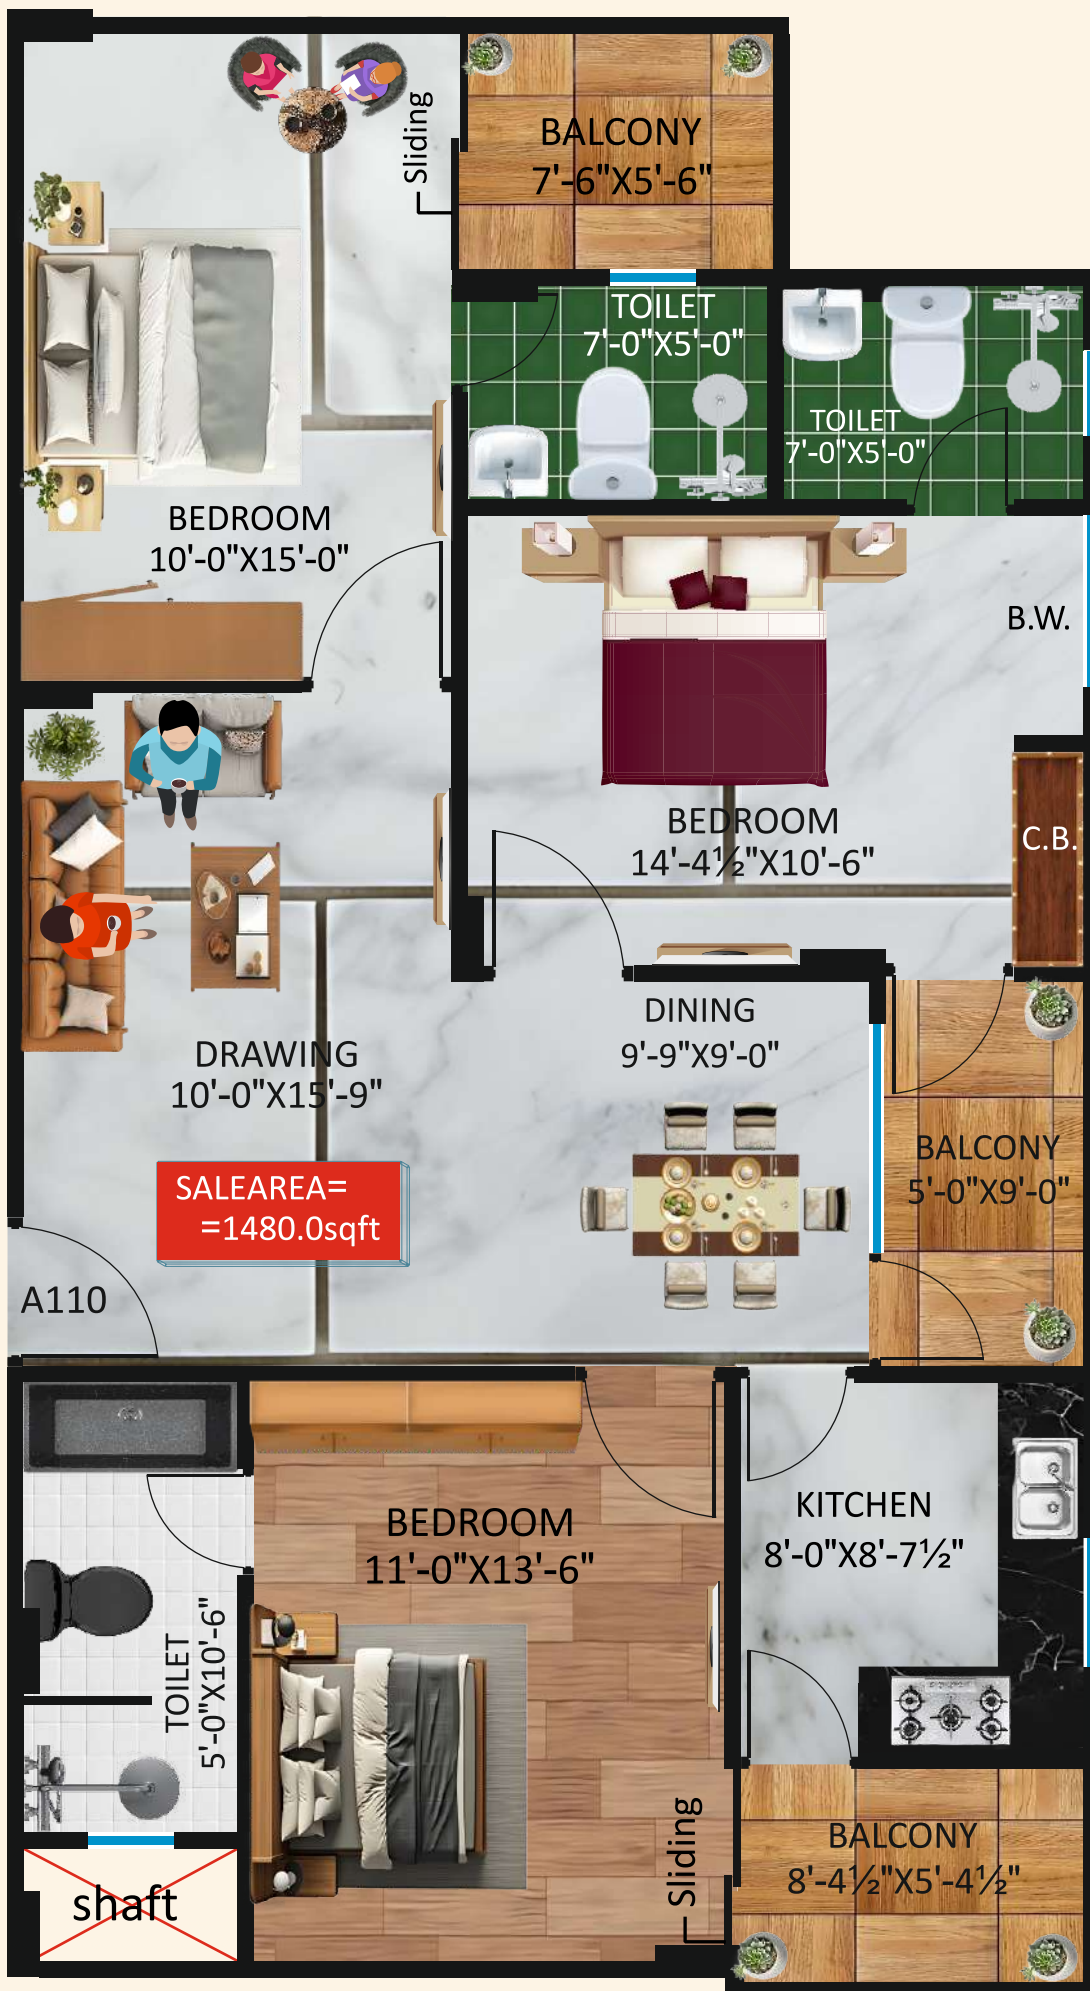 Sliding
BALCONY
7'-6"X5'-6"
TOILET
7'-0"X5'-0"
TOILET
7'-0"X5'-0"
BEDROOM
10'-0"X15'-0"
B.W.
BEDROOM
14'-4½"X10'-6"
C.B.
DINING
9'-9"X9'-0"
DRAWING
10'-0"X15'-9"
BALCONY
5'-0"X9'-0"
SALEAREA=
=1480.0sqft
A110
BEDROOM
11'-0"X13'-6"
KITCHEN
8'-0"X8'-7½"
TOILET
5'-0"X10'-6"
Sliding
BALCONY
8'-4½"X5'-4½"
shaft